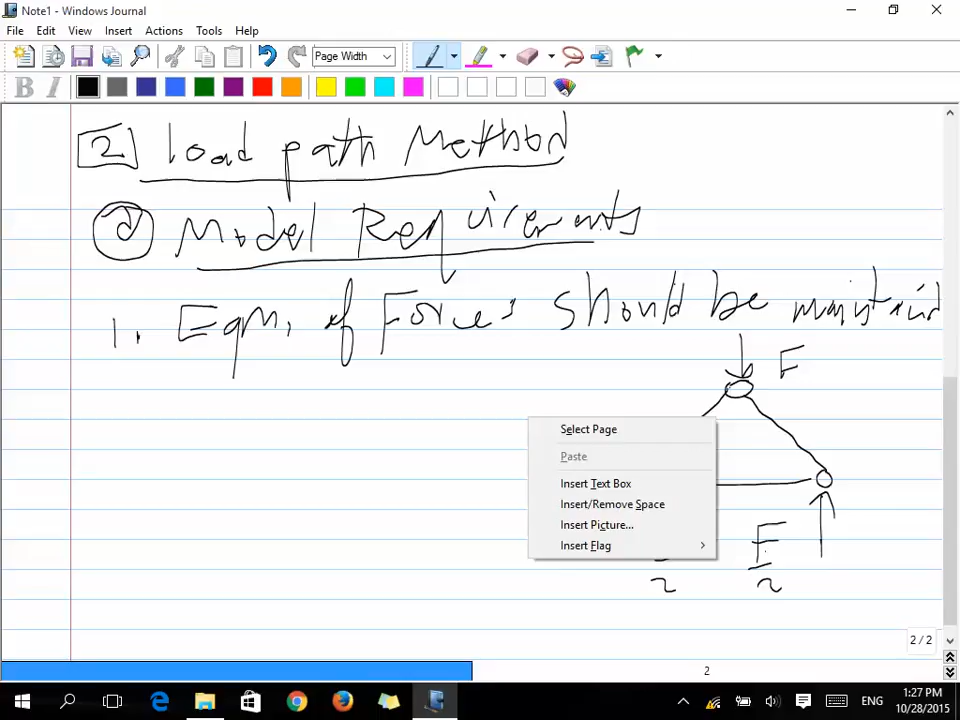 Note1 - Windows Journal
File Edit View Insert Actions Tools Help
Page Width
B I
2 Load path Method
a Model Requirements
1. Eqm. of Forces should be maintained
F
Select Page
Paste
Insert Text Box
Insert/Remove Space
Insert Picture...
Insert Flag
F
2 2
2 / 2
2
ENG
1:27 PM
10/28/2015